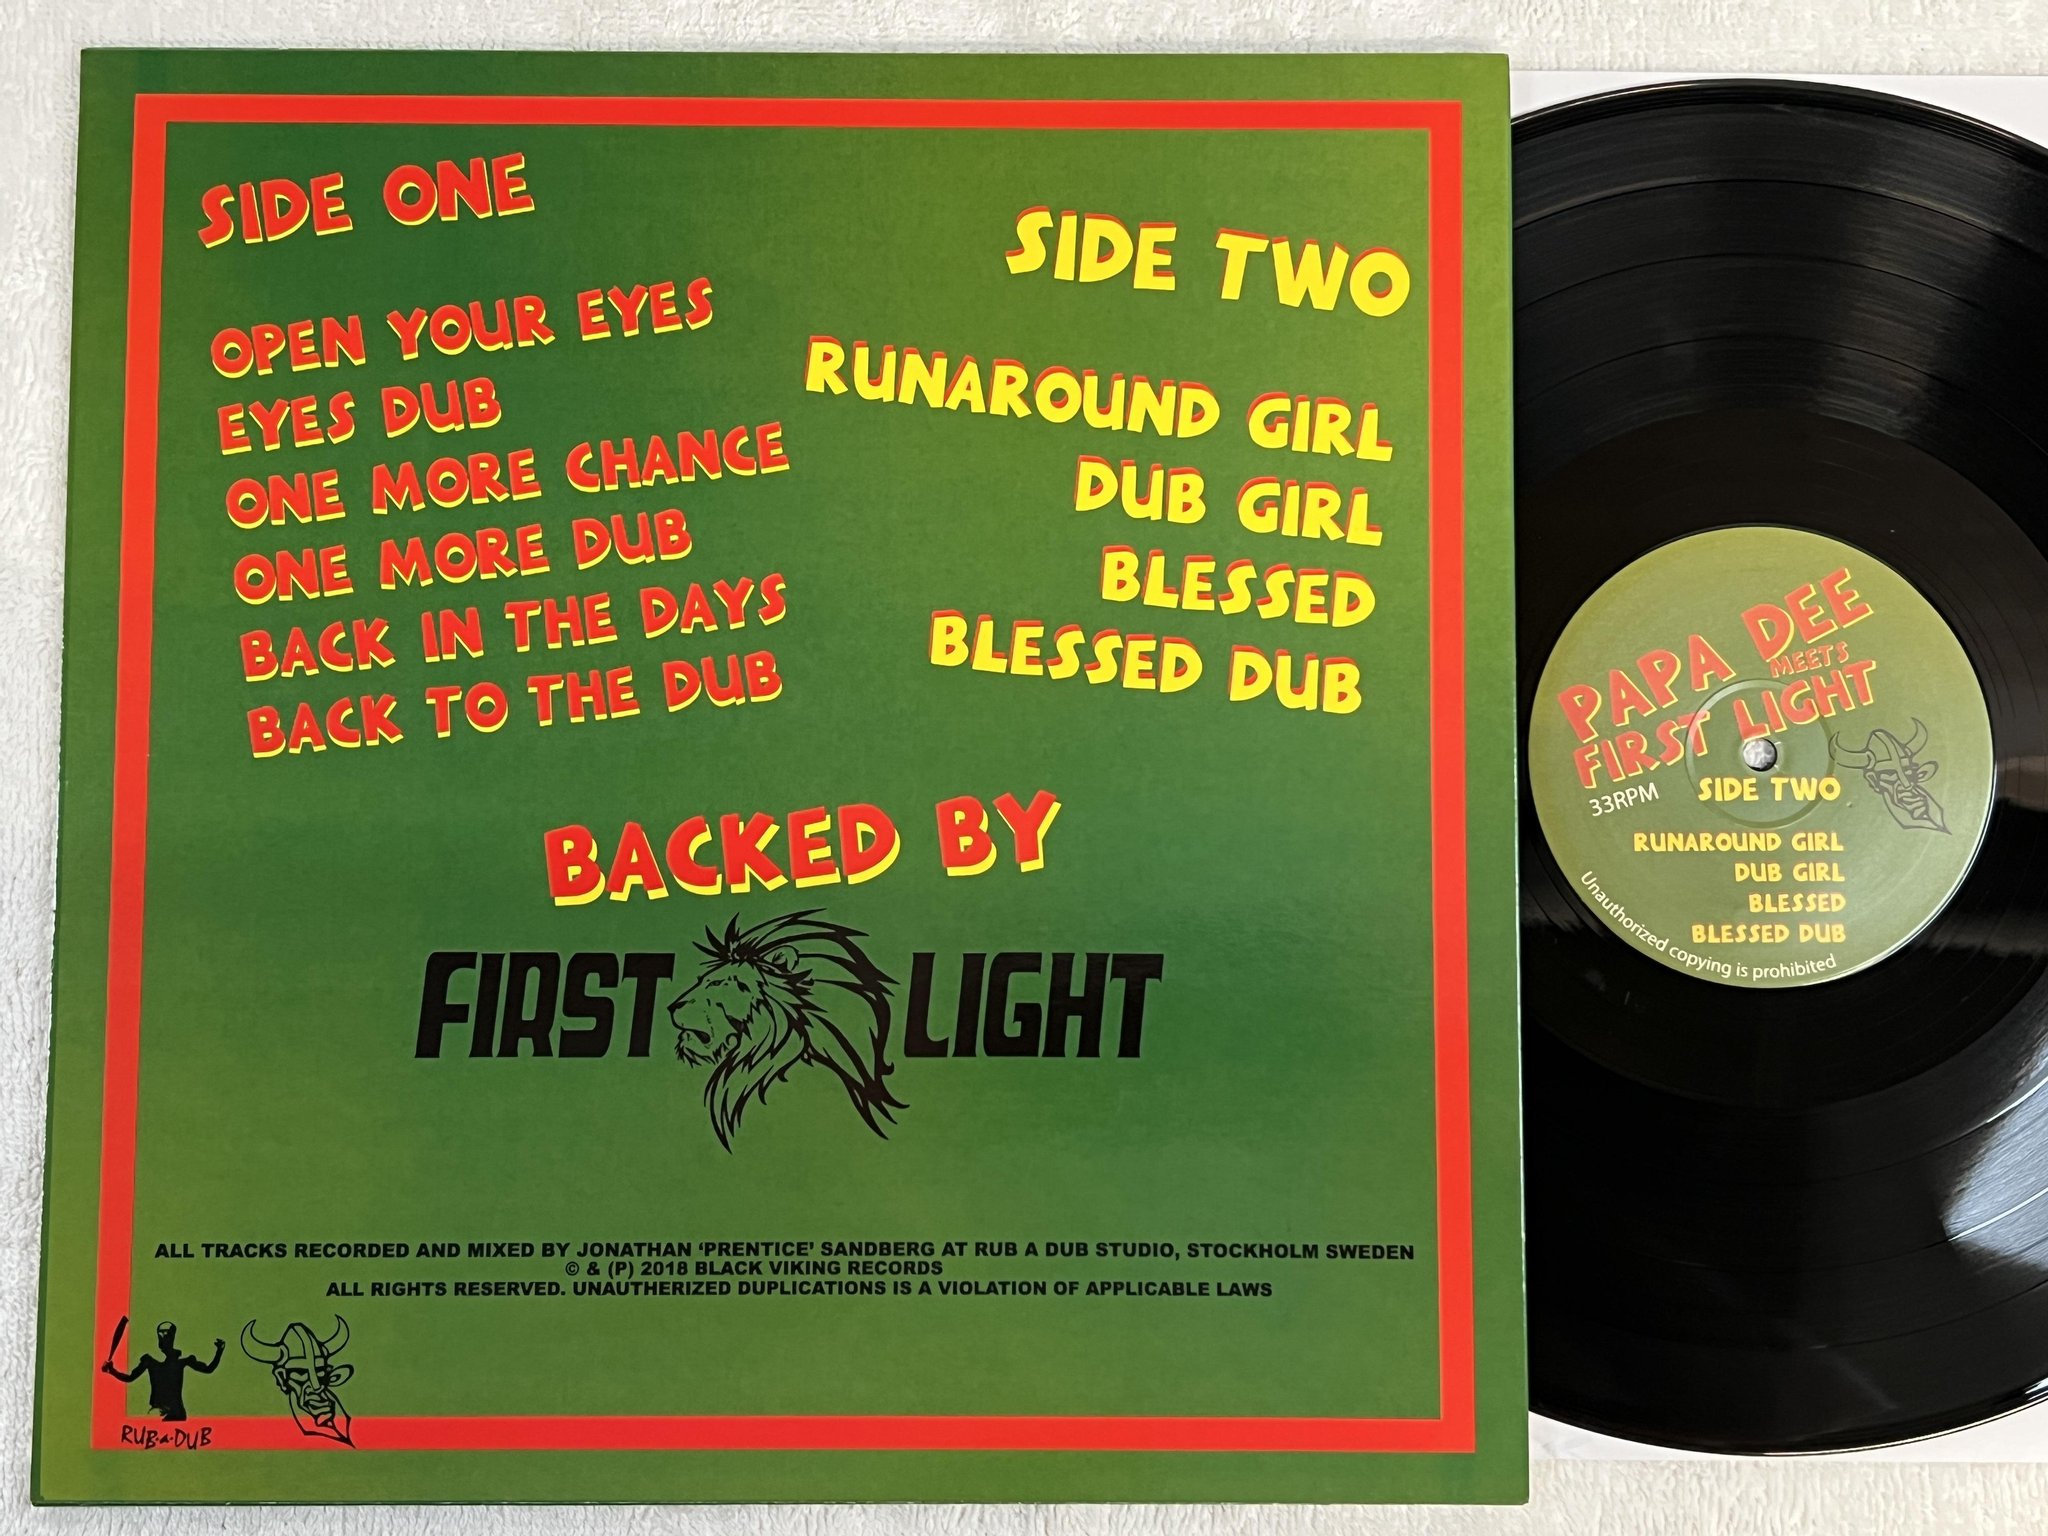 SIDE ONE
OPEN YOUR EYES
EYES DUB
ONE MORE CHANCE
ONE MORE DUB
BACK IN THE DAYS
BACK TO THE DUB
SIDE TWO
RUNAROUND GIRL
DUB GIRL
BLESSED
BLESSED DUB
BACKED BY
FIRST LIGHT
ALL TRACKS RECORDED AND MIXED BY JONATHAN ‘PRENTICE’ SANDBERG AT RUB A DUB STUDIO, STOCKHOLM SWEDEN
© & (P) 2018 BLACK VIKING RECORDS
ALL RIGHTS RESERVED. UNAUTHERIZED DUPLICATIONS IS A VIOLATION OF APPLICABLE LAWS
RUB-a-DUB
PAPA DEE
MEETS
FIRST LIGHT
33RPM
SIDE TWO
RUNAROUND GIRL
DUB GIRL
BLESSED
BLESSED DUB
Unauthorized copying is prohibited